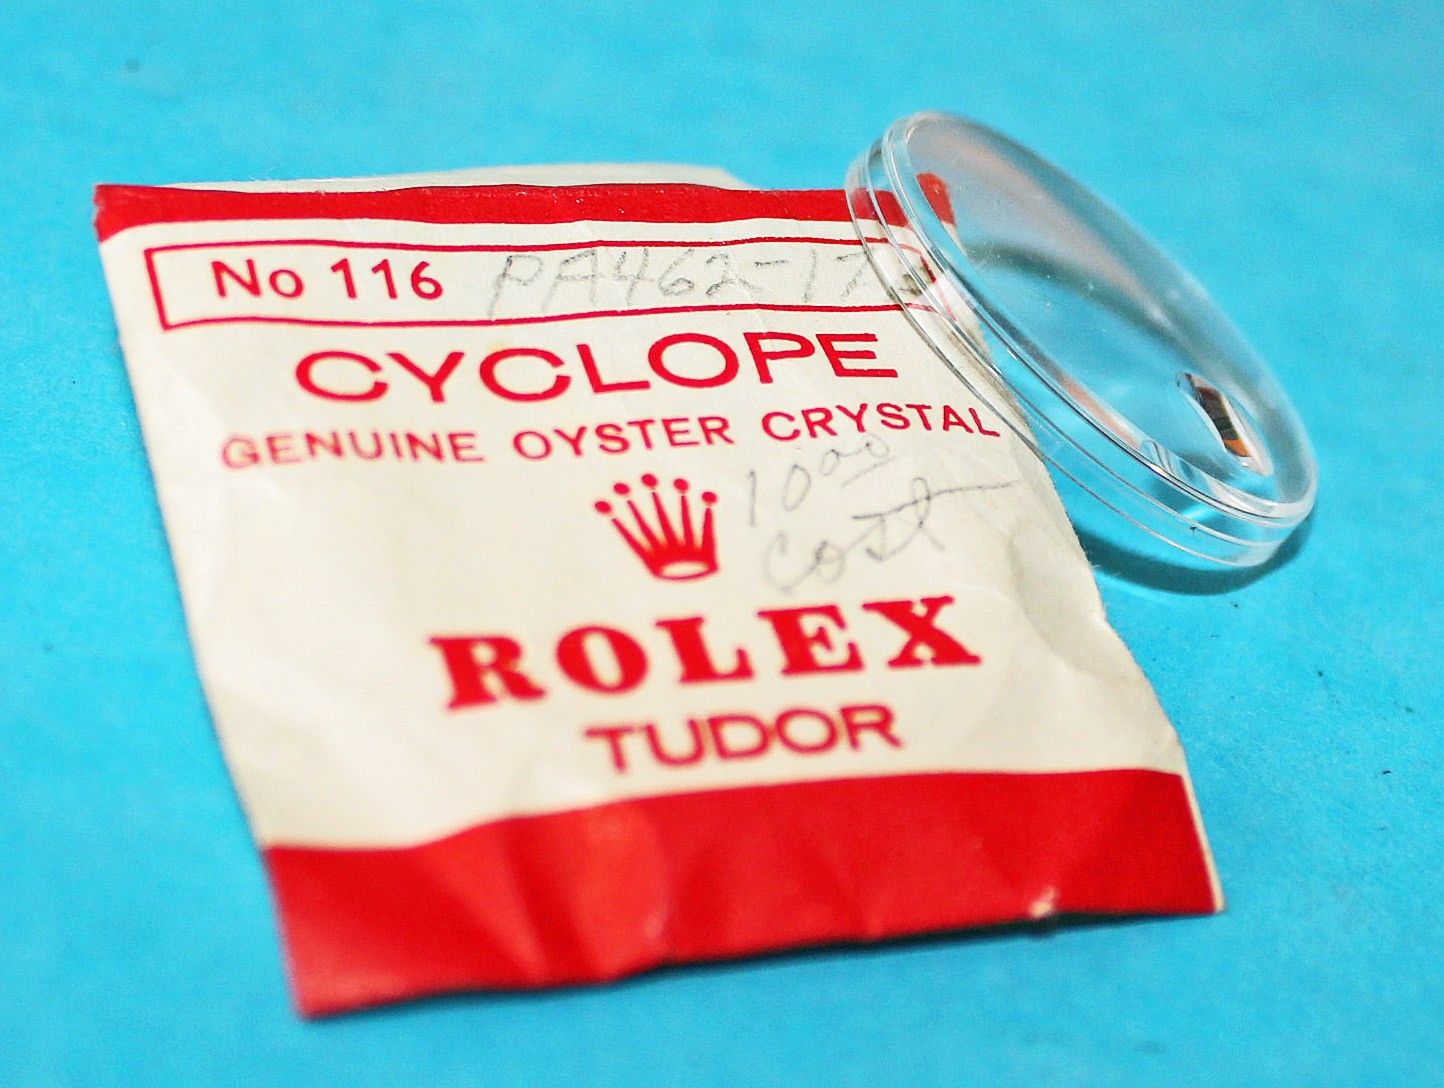 No 116 PA462-17
CYCLOPE
GENUINE OYSTER CRYSTAL
10 00
Cost
ROLEX
TUDOR